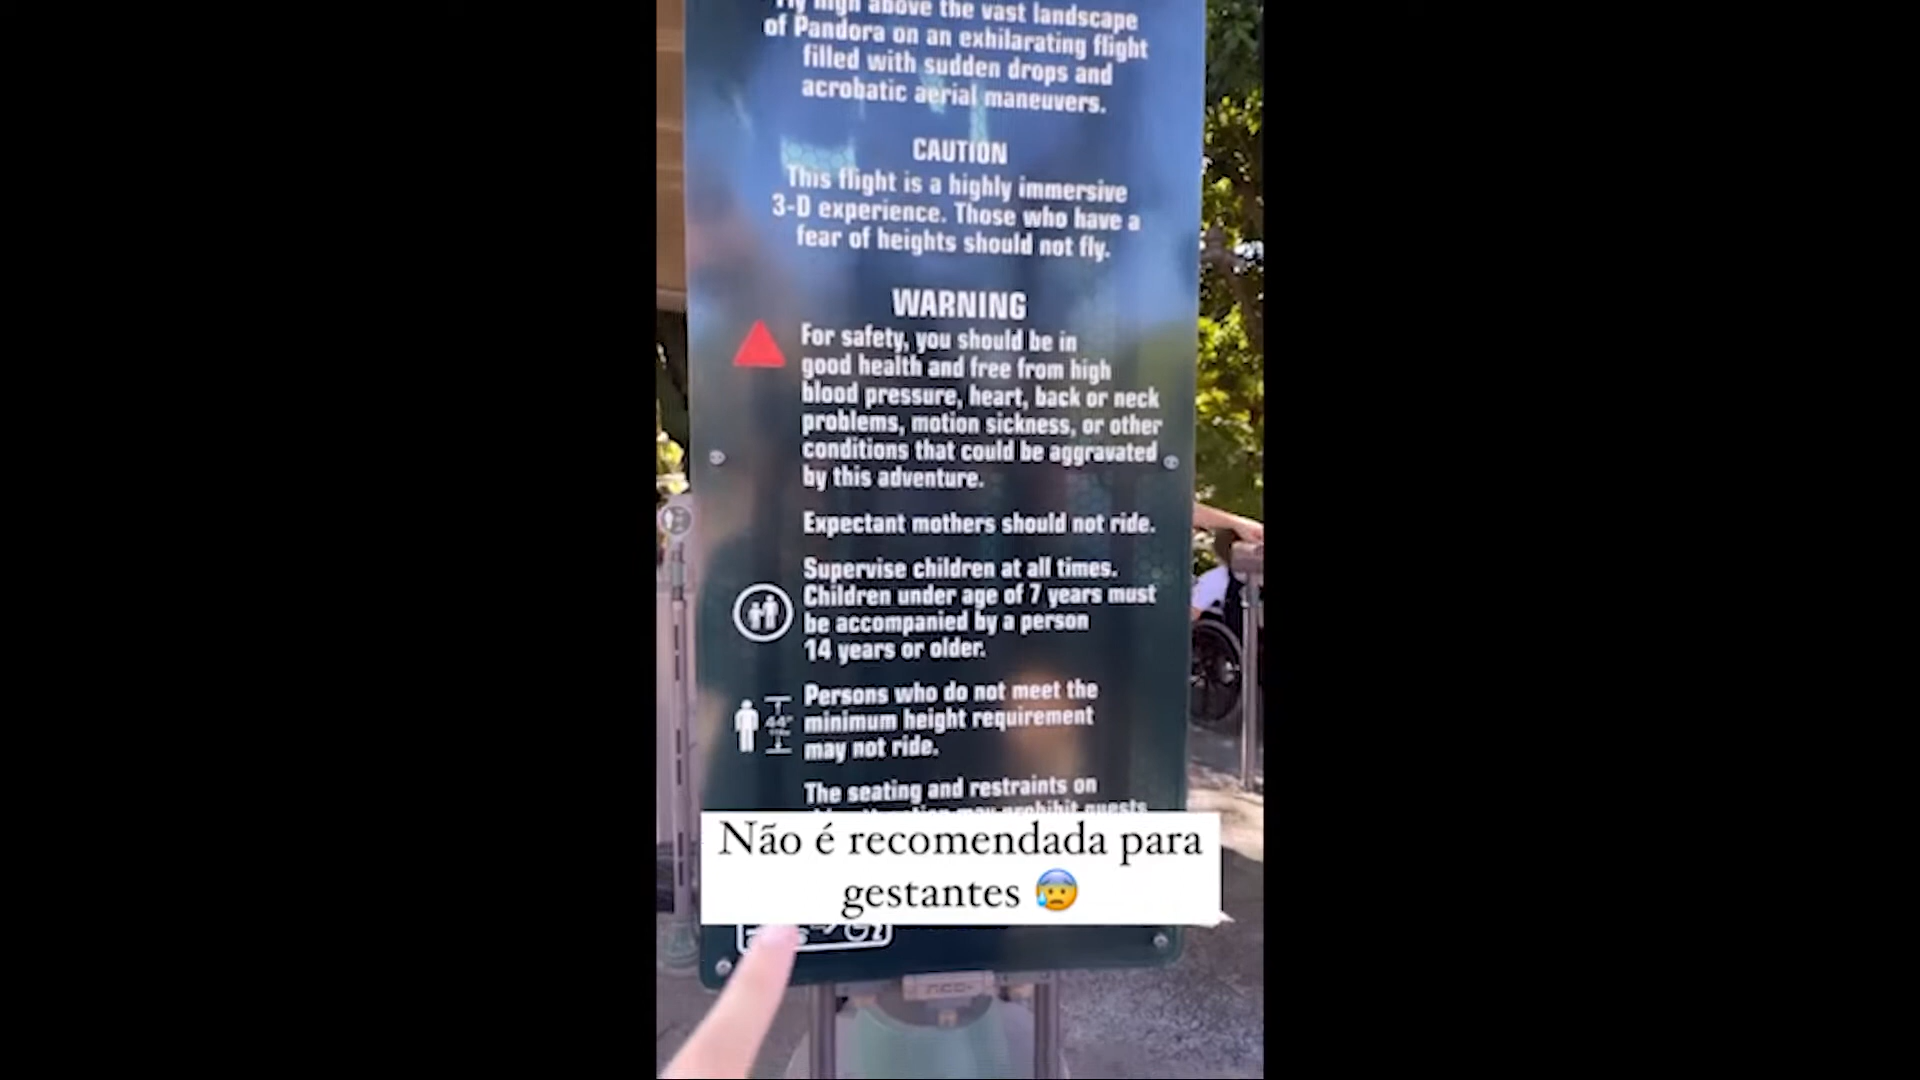 Fly high above the vast landscape
of Pandora on an exhilarating flight
filled with sudden drops and
acrobatic aerial maneuvers.
CAUTION
This flight is a highly immersive
3-D experience. Those who have a
fear of heights should not fly.
WARNING
For safety, you should be in
good health and free from high
blood pressure, heart, back or neck
problems, motion sickness, or other
conditions that could be aggravated
by this adventure.
Expectant mothers should not ride.
Supervise children at all times.
Children under age of 7 years must
be accompanied by a person
14 years or older.
Persons who do not meet the
44" minimum height requirement
may not ride.
The seating and restraints on
may prohibit guests
Não é recomendada para
gestantes 😰